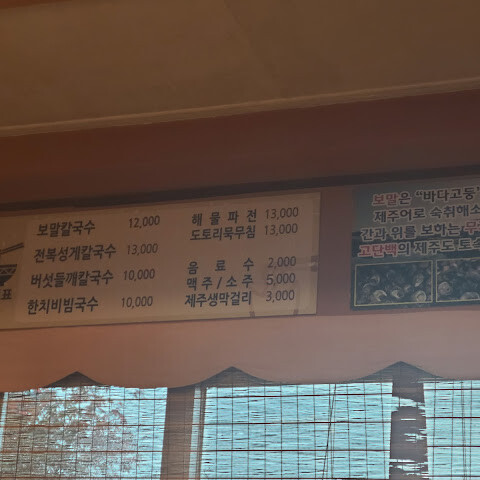 보말칼국수 12,000
전복성게칼국수 13,000
버섯들깨칼국수 10,000
한치비빔국수 10,000
해물파전 13,000
도토리묵무침 13,000
음료수 2,000
맥주/소주 5,000
제주생막걸리 3,000
표
보말은 "바다고둥"
제주어로 숙취해소
간과 위를 보하는
고단백의 제주도 토